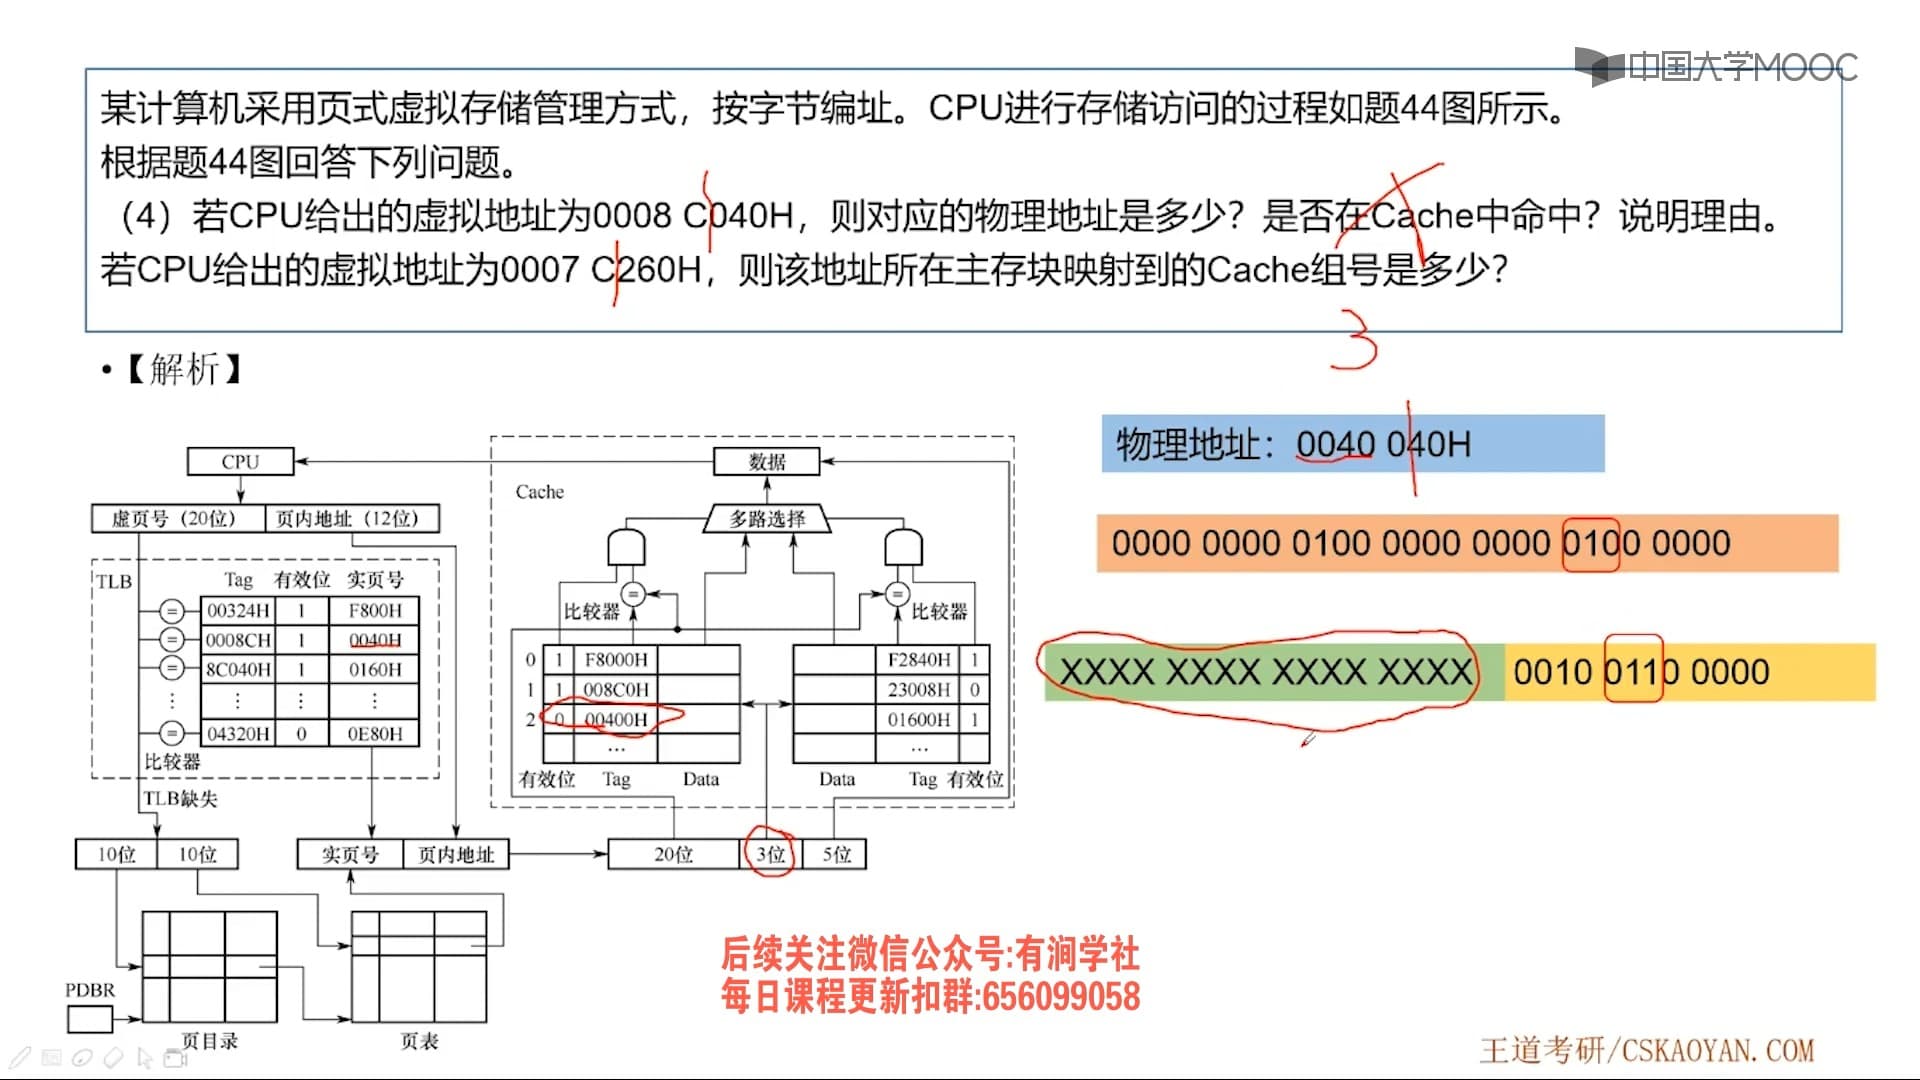 中国大学MOOC
某计算机采用页式虚拟存储管理方式，按字节编址。CPU进行存储访问的过程如题44图所示。
根据题44图回答下列问题。
（4）若CPU给出的虚拟地址为0008 C040H，则对应的物理地址是多少？是否在Cache中命中？说明理由。
若CPU给出的虚拟地址为0007 C260H，则该地址所在主存块映射到的Cache组号是多少？
3
•【解析】
物理地址：0040 040H
0000 0000 0100 0000 0000 0100 0000
XXXX XXXX XXXX XXXX 0010 0110 0000
CPU
虚页号（20位） 页内地址（12位）
TLB
Tag 有效位 实页号
00324H 1 F800H
0008CH 1 0040H
8C040H 1 0160H
⋮ ⋮ ⋮ ⋮
04320H 0 0E80H
比较器
TLB缺失
10位 10位
实页号 页内地址
PDBR
页目录
页表
Cache
数据
多路选择
= =
比较器 比较器
0 1 F8000H F2840H 1
1 1 008C0H 23008H 0
2 0 00400H 01600H 1
… …
有效位 Tag Data Data Tag 有效位
20位 3位 5位
后续关注微信公众号:有涧学社
每日课程更新扣群:656099058
王道考研/CSKAOYAN.COM